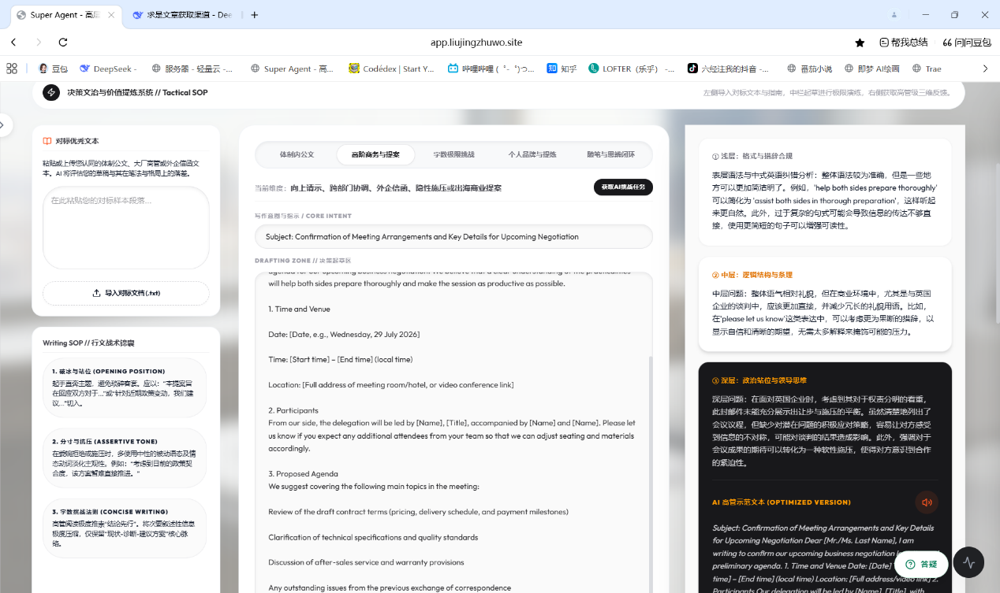 Super Agent - 高层
求是文章获取渠道 - Dee
app.liujingzhuwo.site
帮我总结
问问豆包
豆包
DeepSeek -
服务器 - 轻量云 -...
Super Agent - 高...
Codédex | Start Y...
哔哩哔哩 (゜-゜)つ...
知 知乎
LOFTER（乐乎） -...
六经注我的抖音 -...
番茄小说
即梦 AI绘画
Trae
决策文治与价值提炼系统 // Tactical SOP
左侧导入对标文本与指南，中栏起草进行极限演练，右侧获取高管级三维反馈。
对标优秀文本
粘贴或上传您认同的体制内公文、大厂高管或外企信函文
本。AI 将评估您的草稿与其在笔法与格局上的落差。
在此粘贴您的对标样本段落...
导入对标文档(.txt)
Writing SOP // 行文战术锦囊
1. 破冰与站位 (OPENING POSITION)
起手直奔主题，避免琐碎客套。应以：“本提案旨
在回应双方对于...”或“针对近期政策变动，我们建
议...”切入。
2. 分寸与抗压 (ASSERTIVE TONE)
在婉拒或施压时，多使用中性的被动语态及情
态动词淡化主观性。例如：“考虑到目前的政策契
合度，该方案暂难直接推进。”
3. 字数挑战法则 (CONCISE WRITING)
高管阅读极度推崇“结论先行”。将次要叙述性信息
极度压缩，仅保留“现状-诊断-建议方案”核心脉
络。
体制内公文
高阶商务与提案
字数极限挑战
个人品牌与提炼
随笔与思辨闭环
当前维度：向上请示、跨部门协调、外企信函、隐性施压或出海商业提案
获取AI挑战任务
写作意图与指示 / CORE INTENT
Subject: Confirmation of Meeting Arrangements and Key Details for Upcoming Negotiation
DRAFTING ZONE // 决策起草区
agenda for our upcoming business negotiation. We believe that a clear understanding of the practicalities
will help both sides prepare thoroughly and make the session as productive as possible.
1. Time and Venue
Date: [Date, e.g., Wednesday, 29 July 2026]
Time: [Start time] – [End time] (local time)
Location: [Full address of meeting room/hotel, or video conference link]
2. Participants
From our side, the delegation will be led by [Name], [Title], accompanied by [Name] and [Name]. Please let
us know if you expect any additional attendees from your team so that we can adjust seating and materials
accordingly.
3. Proposed Agenda
We suggest covering the following main topics in the meeting:
Review of the draft contract terms (pricing, delivery schedule, and payment milestones)
Clarification of technical specifications and quality standards
Discussion of after-sales service and warranty provisions
Any outstanding issues from the previous exchange of correspondence
① 浅层：格式与措辞合规
表层语法与中式英语纠错分析：整体语法较为准确，但是一些地
方可以更加简洁明了。例如，'help both sides prepare thoroughly'
可以简化为 'assist both sides in thorough preparation'，这样听起
来更自然。此外，过于复杂的句式可能会导致信息的传达不够直
接，使用更简短的句子可以增强可读性。
② 中层：逻辑结构与条理
中层问题：整体语气相对礼貌，但在商业环境中，尤其是与英国
企业的谈判中，应该更加直接，并减少冗长的礼貌用语。比如，
在'please let us know'这类表达中，可以考虑更为果断的措辞，以
显示自信和清晰的期望，无需太多解释来掩饰可能的压力。
③ 深层：政治站位与领导思维
深层问题：在面对英国企业时，考虑到其对于权责分明的看重，
此封邮件未能充分展示出让步与施压的平衡。虽然清楚地列出了
会议议程，但缺少对潜在问题的积极应对策略，容易让对方感受
到信息的不对称，可能对谈判的结果造成影响。此外，强调对于
会议成果的期待可以转化为一种软性施压，使得对方意识到合作
的紧迫性。
AI 高管示范文本 (OPTIMIZED VERSION)
Subject: Confirmation of Meeting Arrangements and Key Details
for Upcoming Negotiation Dear [Mr./Ms. Last Name], I am
writing to confirm our upcoming business negotiation
preliminary agenda. 1. Time and Venue Date: [Date]
time] – [End time] (local time) Location: [Full address/video link] 2.
Participants Our delegation will be led by [Name], [Title], with
答疑